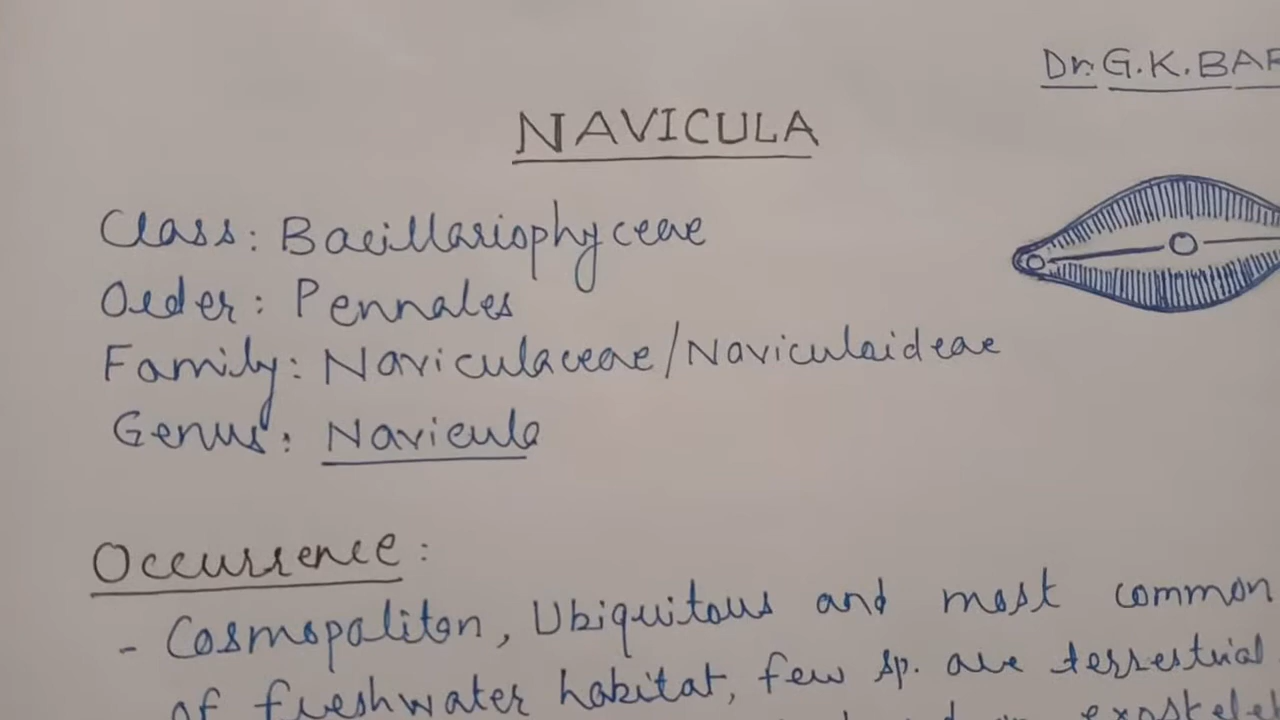 Dr. G.K. BAR
NAVICULA
Class: Bacillariophyceae
Order: Pennales
Family: Naviculaceae/Naviculaideae
Genus: Navicula
Occurrence:
- Cosmopolitan, Ubiquitous and most common
of freshwater habitat, few sp. are terrestrial.